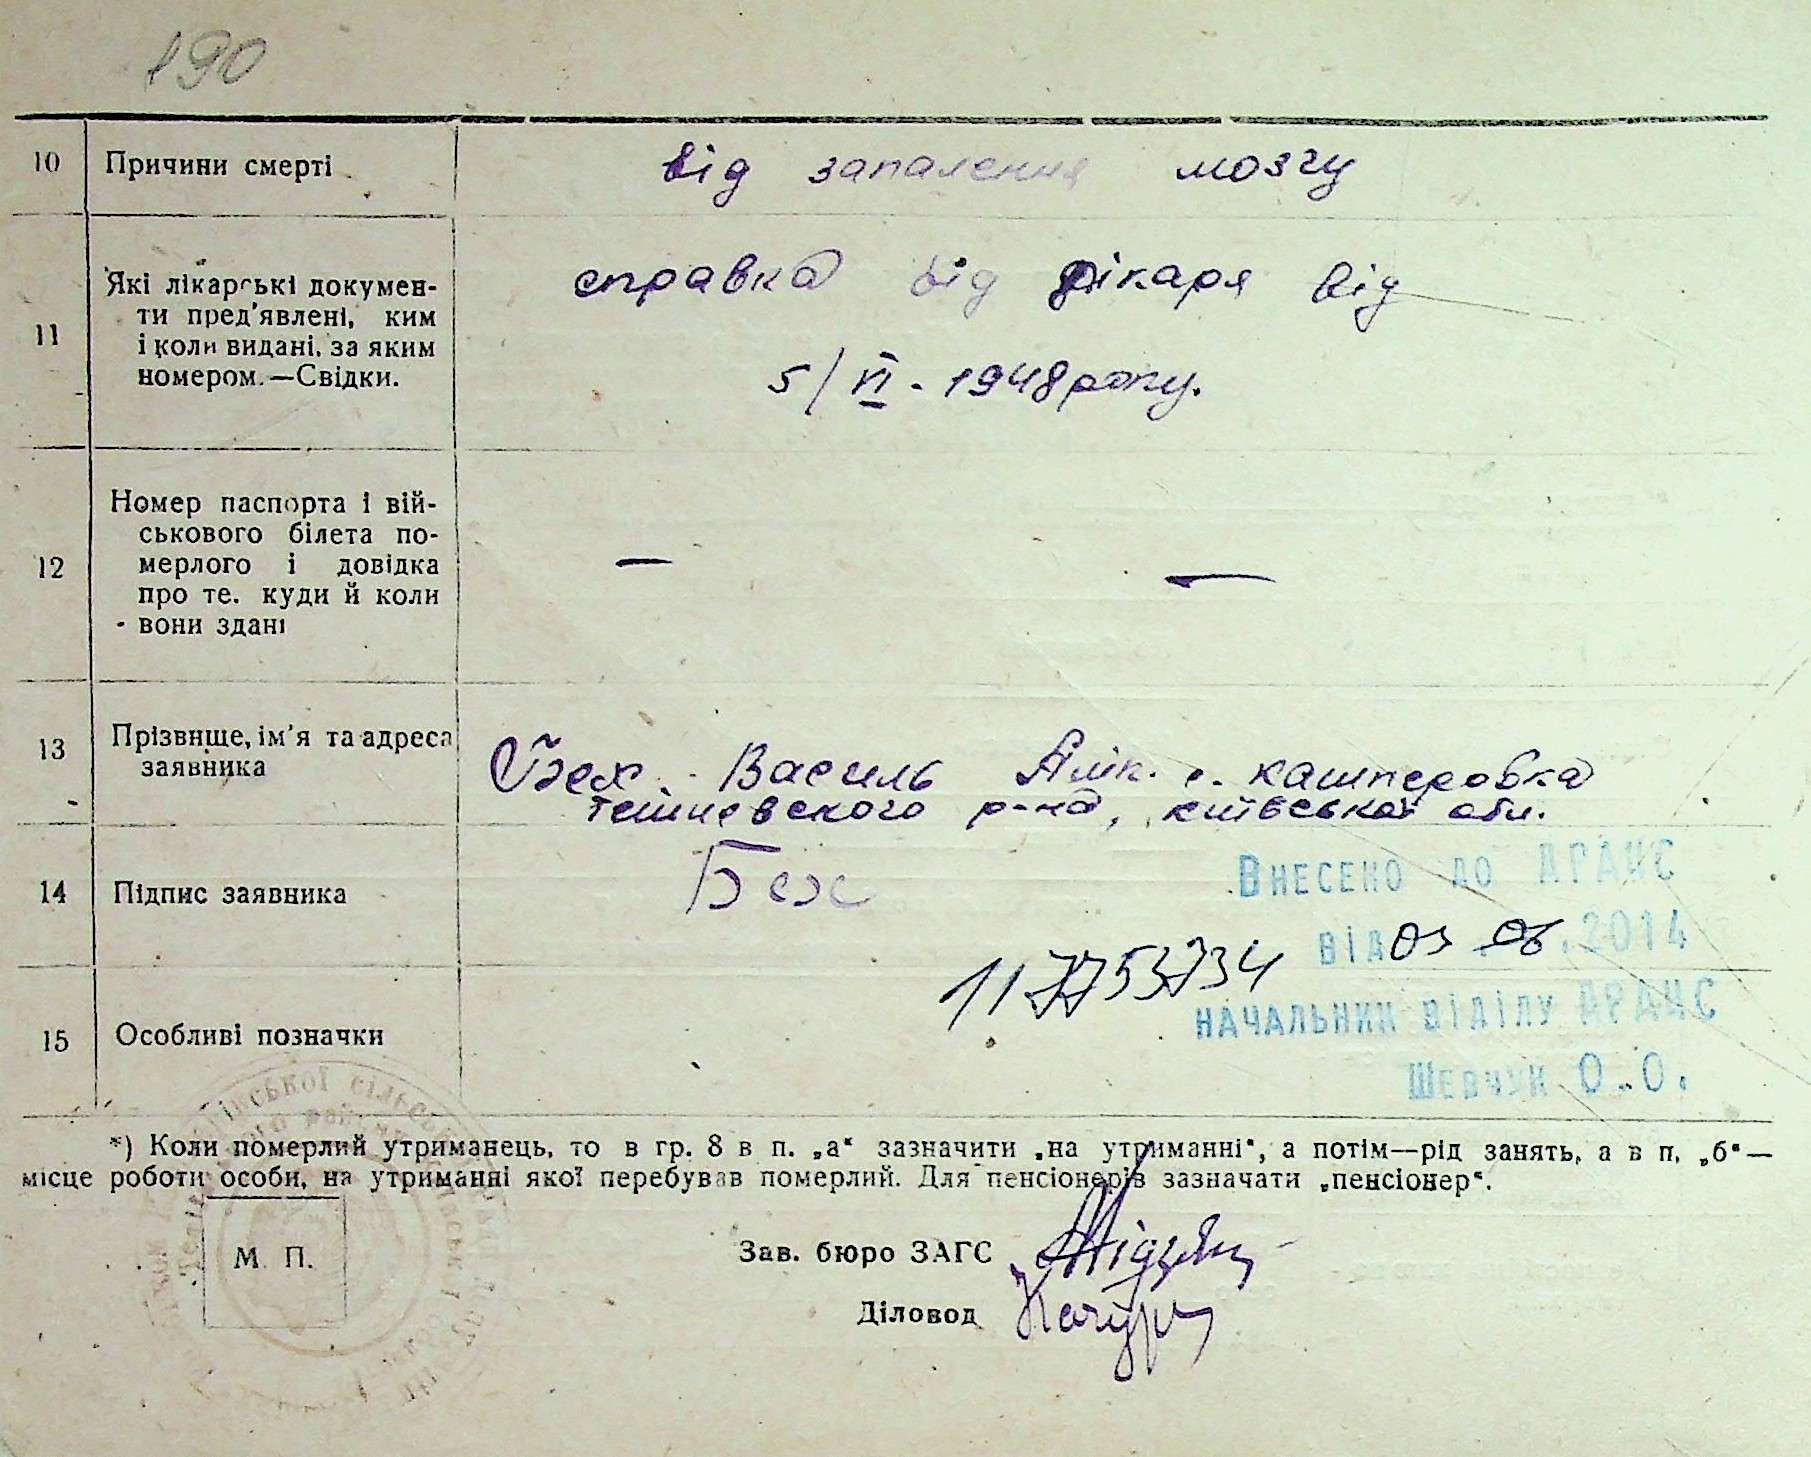 190
10 Причини смерті від запалення мозгу
11 Які лікарські докумен-
ти пред'явлені, ким
і коли видані, за яким
номером.—Свідки.
справка від лікаря від
5/VI - 1948 року.
12 Номер паспорта і вій-
ськового білета по-
мерлого і довідка
про те. куди й коли
вони здані
— —
13 Прізвище, ім'я та адреса
заявника
Бех Василь с. Кашперовка
Тетиевского р-на, київської обл.
14 Підпис заявника Бех
Внесено до ДРАЦС
від 03 06.2014
117753734
Начальник відділу ДРАЦС
15 Особливі позначки
Шевчук О.О.
*) Коли померлий утриманець, то в гр. 8 в п. „а“ зазначити „на утриманні“, а потім—рід занять, а в п. „б“—
місце роботи особи, на утриманні якої перебував померлий. Для пенсіонерів зазначати „пенсіонер“.
М. П.
Зав. бюро ЗАГС
Діловод